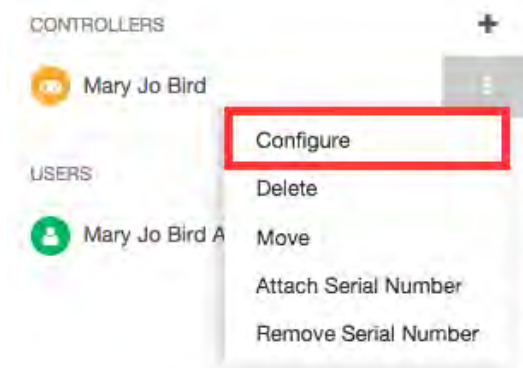 CONTROLLERS
Mary Jo Bird
Configure
USERS
Delete
Mary Jo Bird A
Move
Attach Serial Number
Remove Serial Number